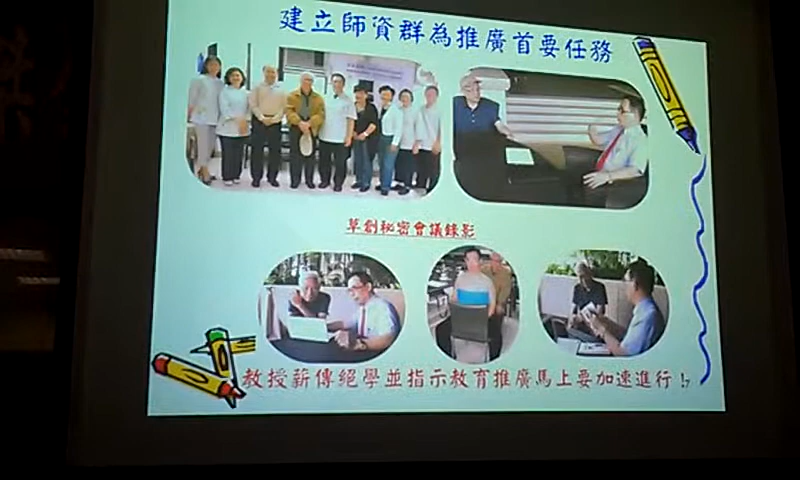 建立師資群為推廣首要任務
草創秘密會議錄影
教授薪傳絕學並指示教育推廣馬上要加速進行！